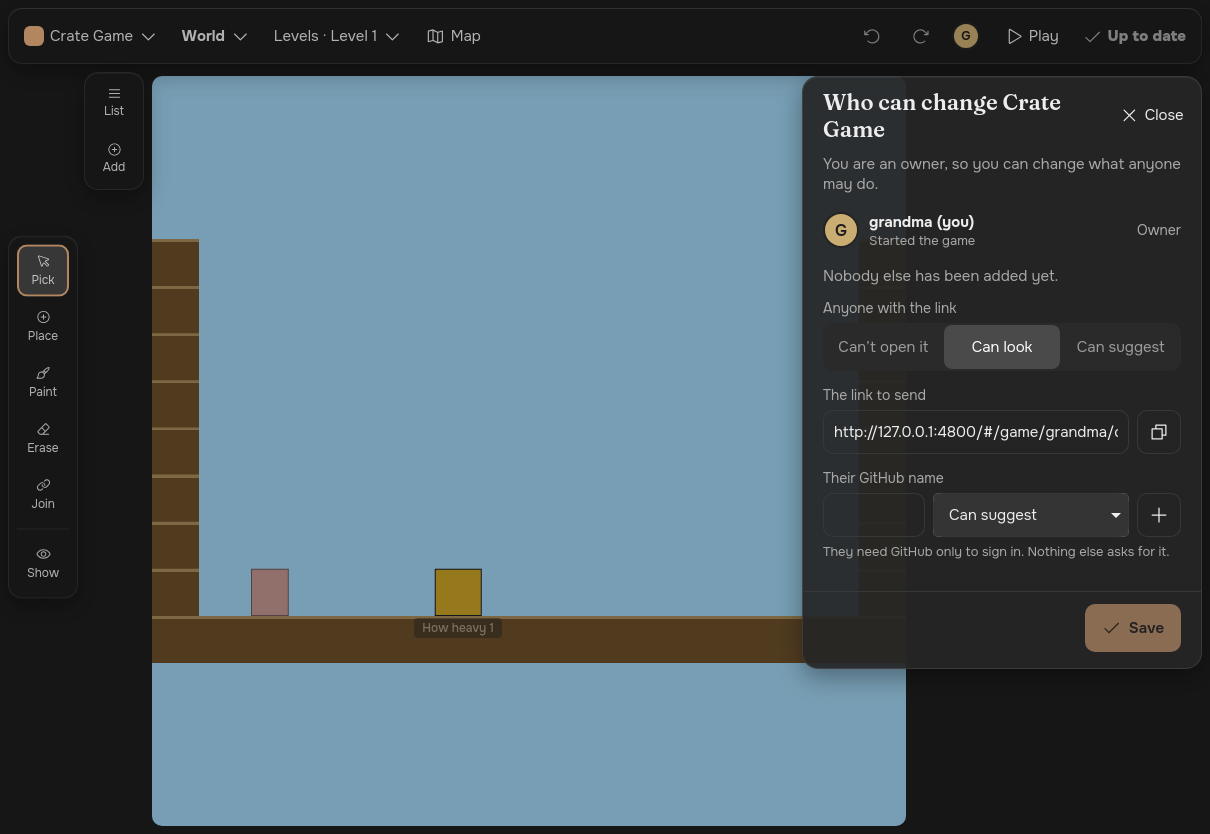 Crate Game
World
Levels · Level 1
Map
G
Play
Up to date
List
Add
Pick
Place
Paint
Erase
Join
Show
How heavy 1
Who can change Crate
Game
Close
You are an owner, so you can change what anyone
may do.
G
grandma (you)
Started the game
Owner
Nobody else has been added yet.
Anyone with the link
Can't open it
Can look
Can suggest
The link to send
http://127.0.0.1:4800/#/game/grandma/
Their GitHub name
Can suggest
They need GitHub only to sign in. Nothing else asks for it.
Save